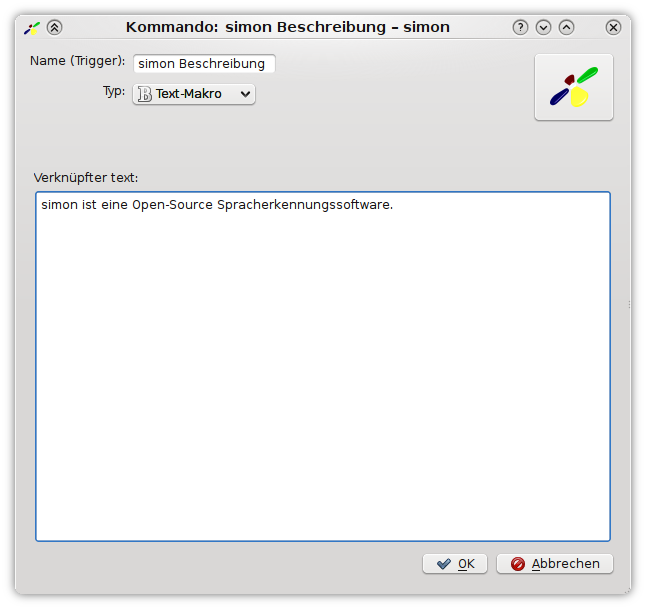 Kommando: simon Beschreibung – simon
Name (Trigger): simon Beschreibung
Typ: Text-Makro
Verknüpfter text:
simon ist eine Open-Source Spracherkennungssoftware.
OK Abbrechen